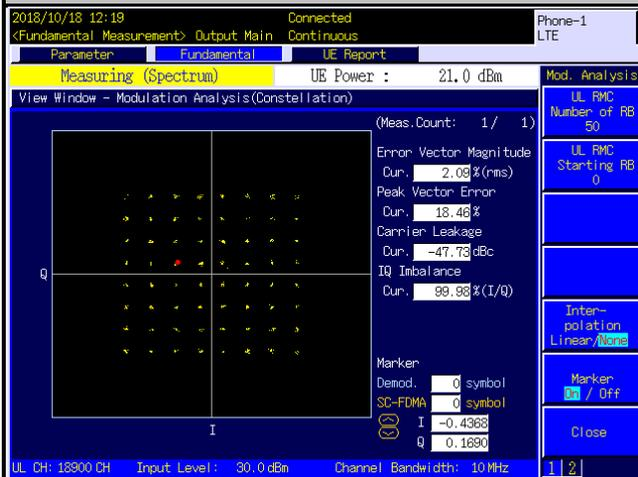 2018/10/18 12:19 Connected
<Fundamental Measurement> Output Main Continuous
Phone-1
LTE
Parameter Fundamental UE Report
Measuring (Spectrum) UE Power : 21.0 dBm
Mod. Analysis
View Window - Modulation Analysis(Constellation)
(Meas.Count: 1/ 1)
Error Vector Magnitude
Cur. 2.09 %(rms)
Peak Vector Error
Cur. 18.46 %
Carrier Leakage
Cur. -47.73 dBc
IQ Imbalance
Cur. 99.98 %(I/Q)
Q
I
Marker
Demod. 0 symbol
SC-FDMA 0 symbol
I -0.4368
Q 0.1690
UL RMC
Number of RB
50
UL RMC
Starting RB
0
Inter-
polation
Linear/None
Marker
On / Off
Close
UL CH: 18900 CH Input Level: 30.0 dBm Channel Bandwidth: 10 MHz
1 2